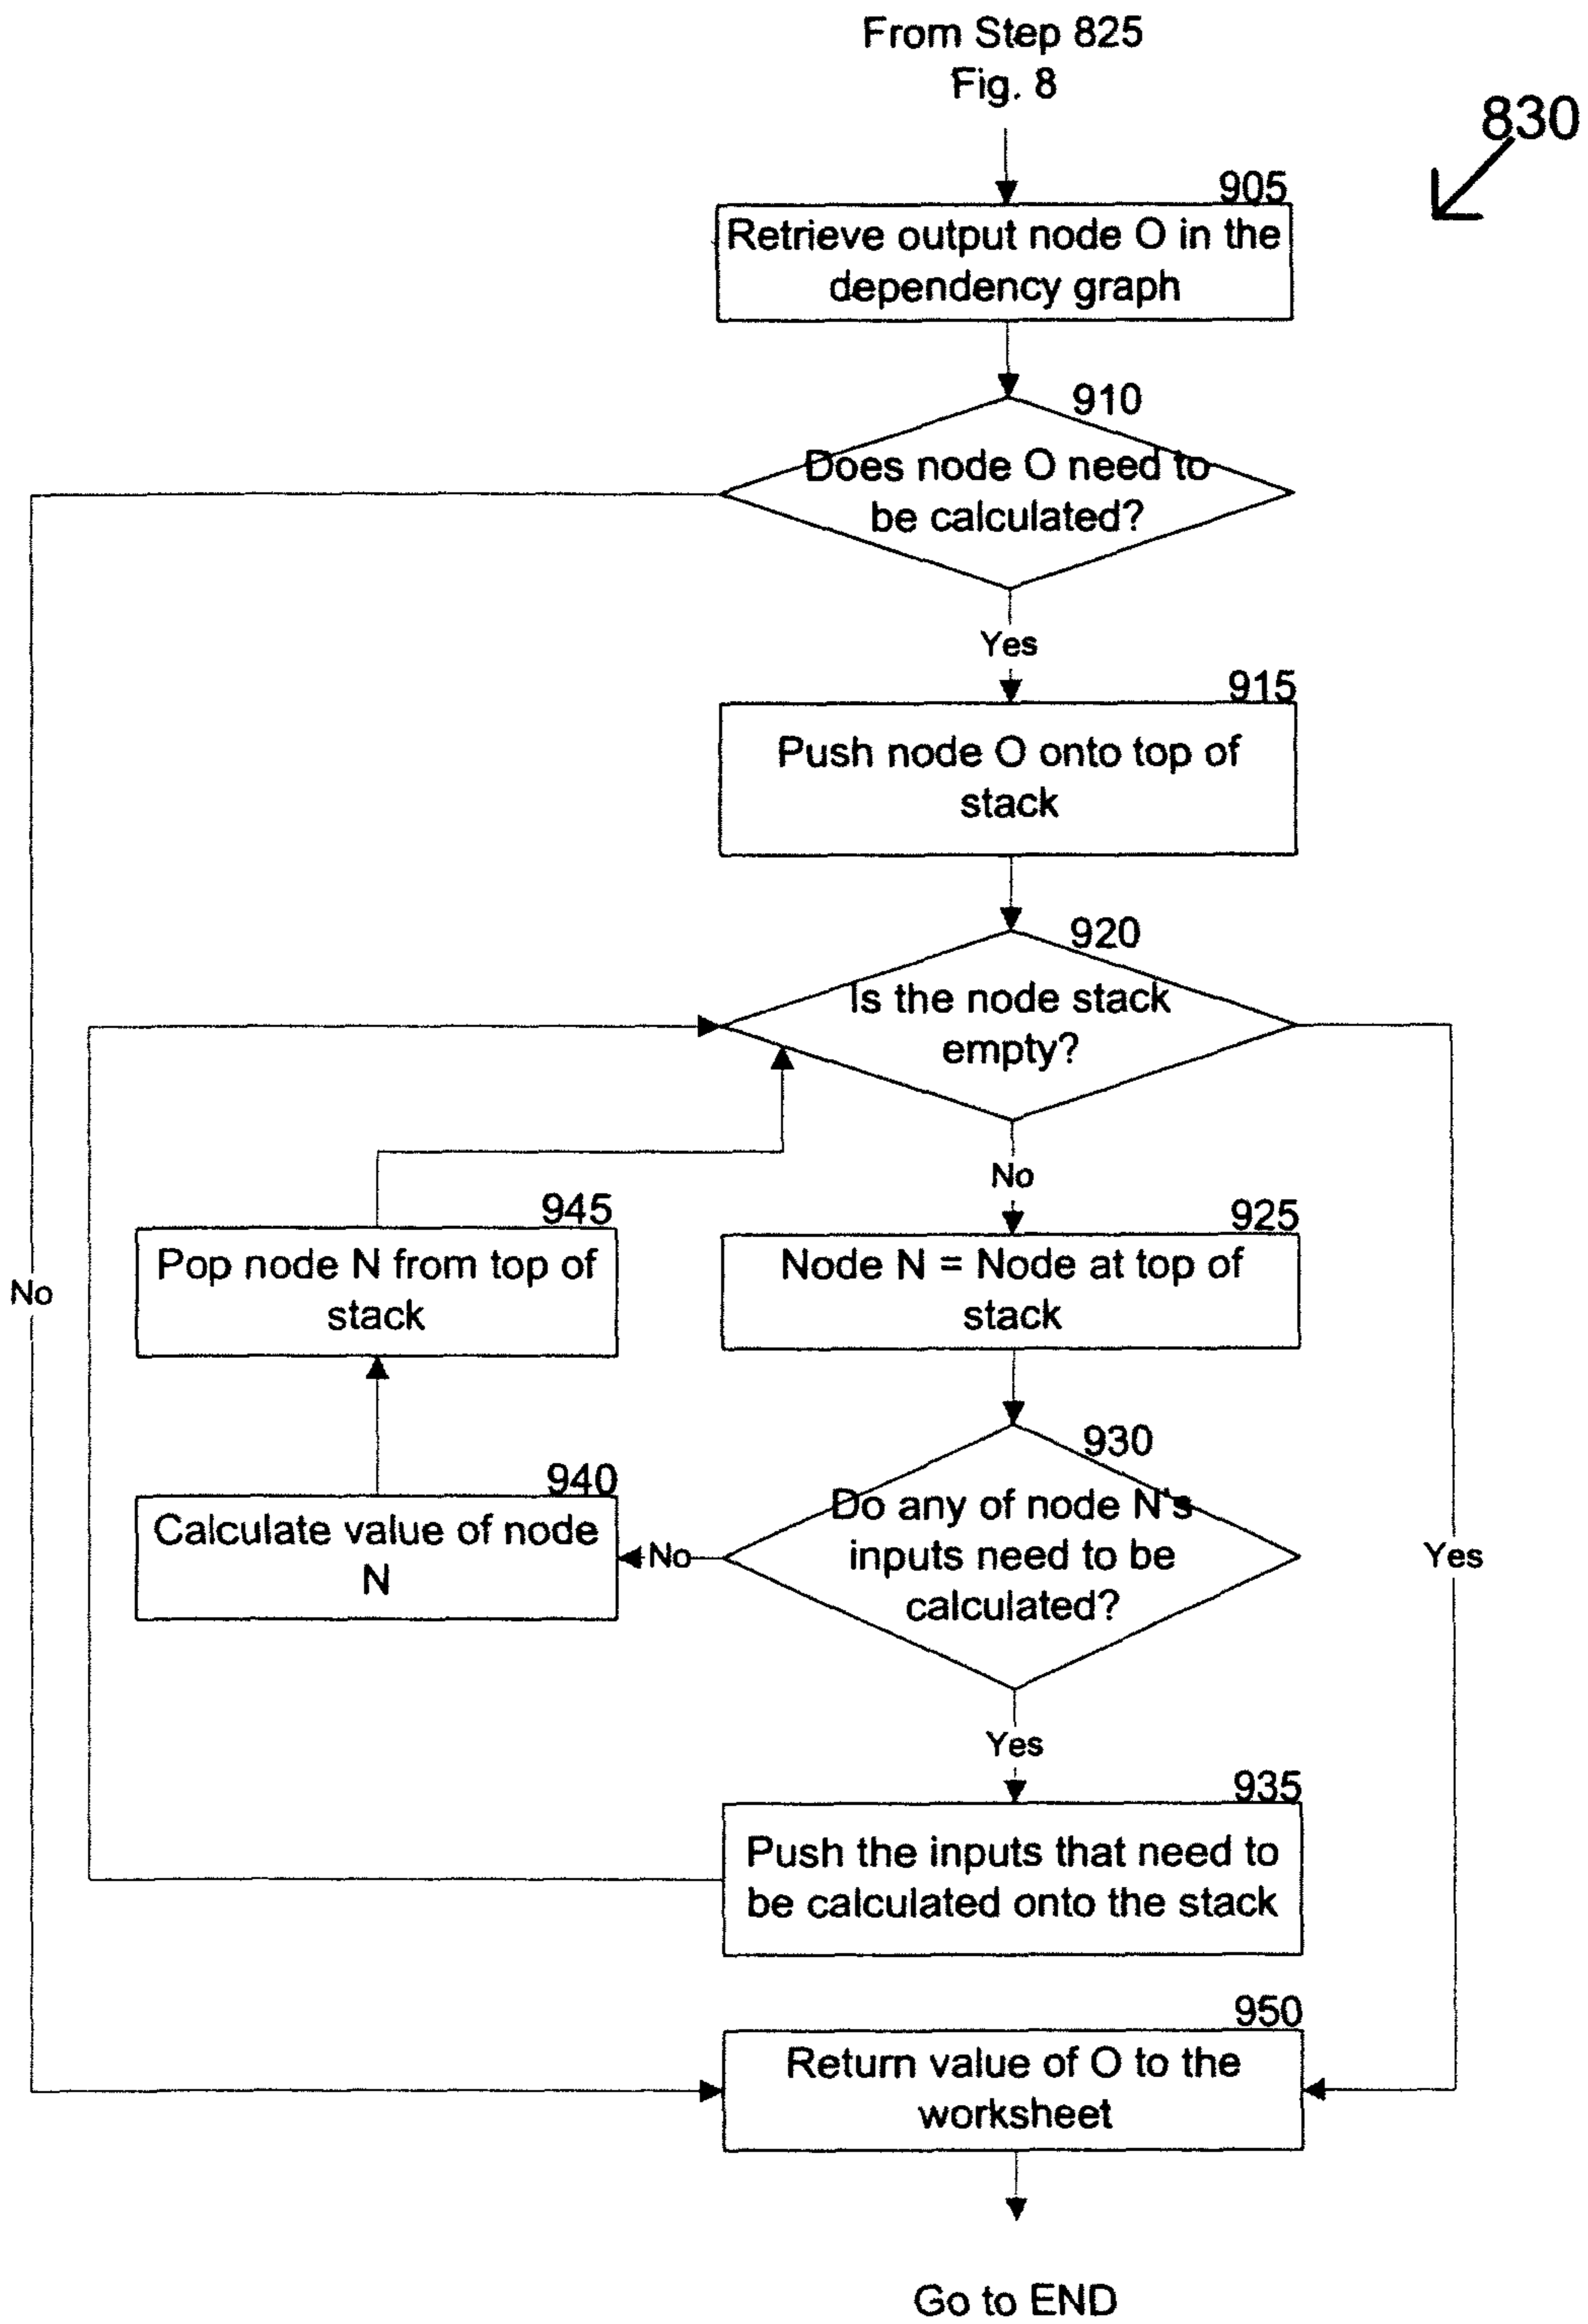 From Step 825
Fig. 8
830
905
Retrieve output node O in the
dependency graph
910
Does node O need to
be calculated?
Yes
915
Push node O onto top of
stack
920
Is the node stack
empty?
No
945
Pop node N from top of
stack
925
Node N = Node at top of
stack
No
930
Do any of node N's
inputs need to be
calculated?
940
Calculate value of node
N
No
Yes
Yes
935
Push the inputs that need to
be calculated onto the stack
950
Return value of O to the
worksheet
Go to END